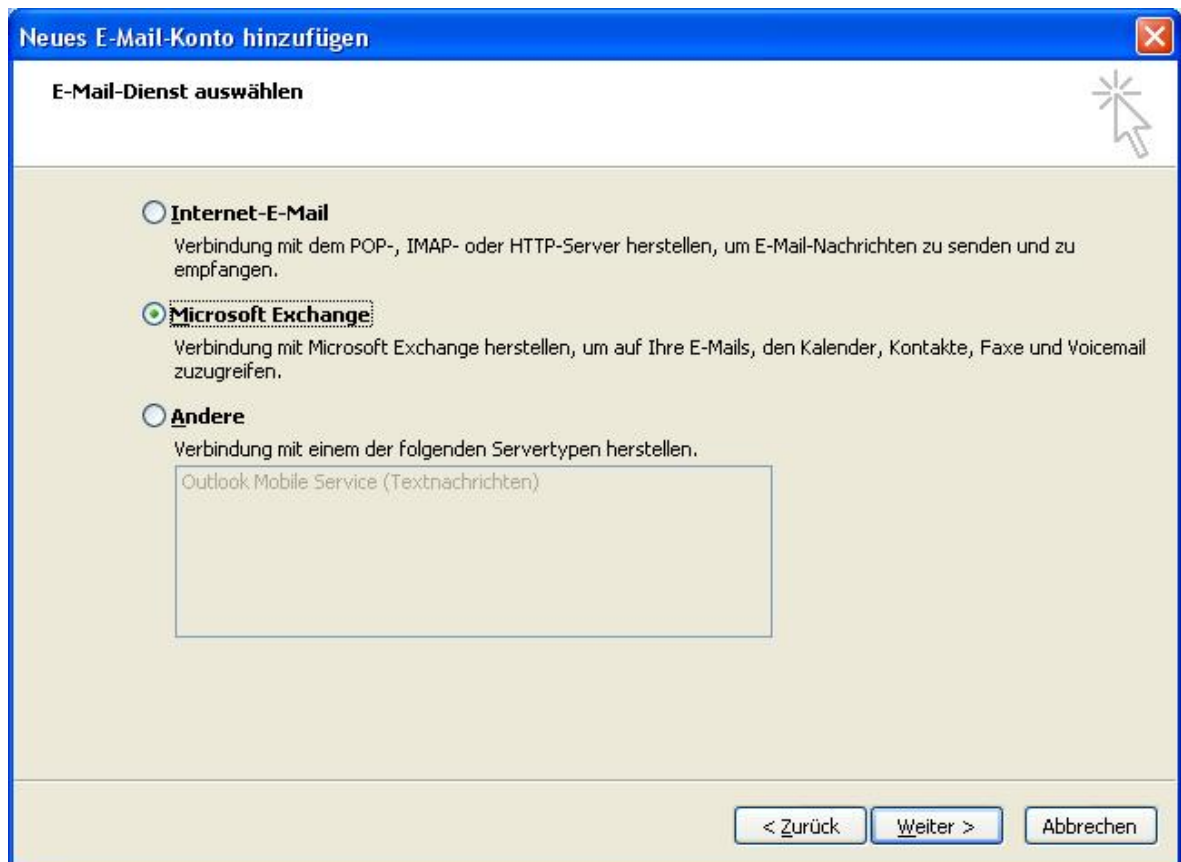 Neues E-Mail-Konto hinzufügen
E-Mail-Dienst auswählen
Internet-E-Mail
Verbindung mit dem POP-, IMAP- oder HTTP-Server herstellen, um E-Mail-Nachrichten zu senden und zu
empfangen.
Microsoft Exchange
Verbindung mit Microsoft Exchange herstellen, um auf Ihre E-Mails, den Kalender, Kontakte, Faxe und Voicemail
zuzugreifen.
Andere
Verbindung mit einem der folgenden Servertypen herstellen.
Outlook Mobile Service (Textnachrichten)
< Zurück Weiter > Abbrechen